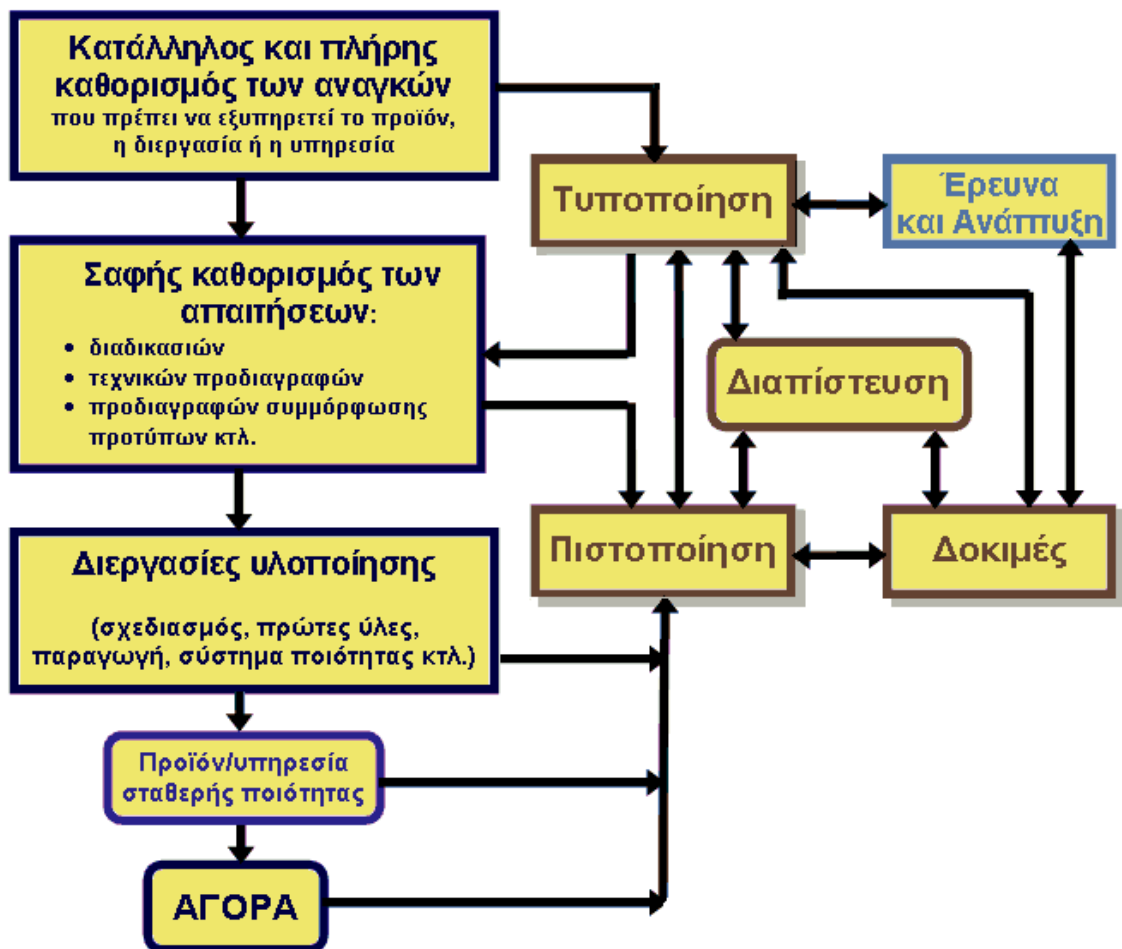 Κατάλληλος και πλήρης
καθορισμός των αναγκών
που πρέπει να εξυπηρετεί το προϊόν,
η διεργασία ή η υπηρεσία
Τυποποίηση
Έρευνα
και Ανάπτυξη
Σαφής καθορισμός των
απαιτήσεων:
• διαδικασιών
• τεχνικών προδιαγραφών
• προδιαγραφών συμμόρφωσης
προτύπων κτλ.
Διαπίστευση
Διεργασίες υλοποίησης
(σχεδιασμός, πρώτες ύλες,
παραγωγή, σύστημα ποιότητας κτλ.)
Πιστοποίηση
Δοκιμές
Προϊόν/υπηρεσία
σταθερής ποιότητας
ΑΓΟΡΑ